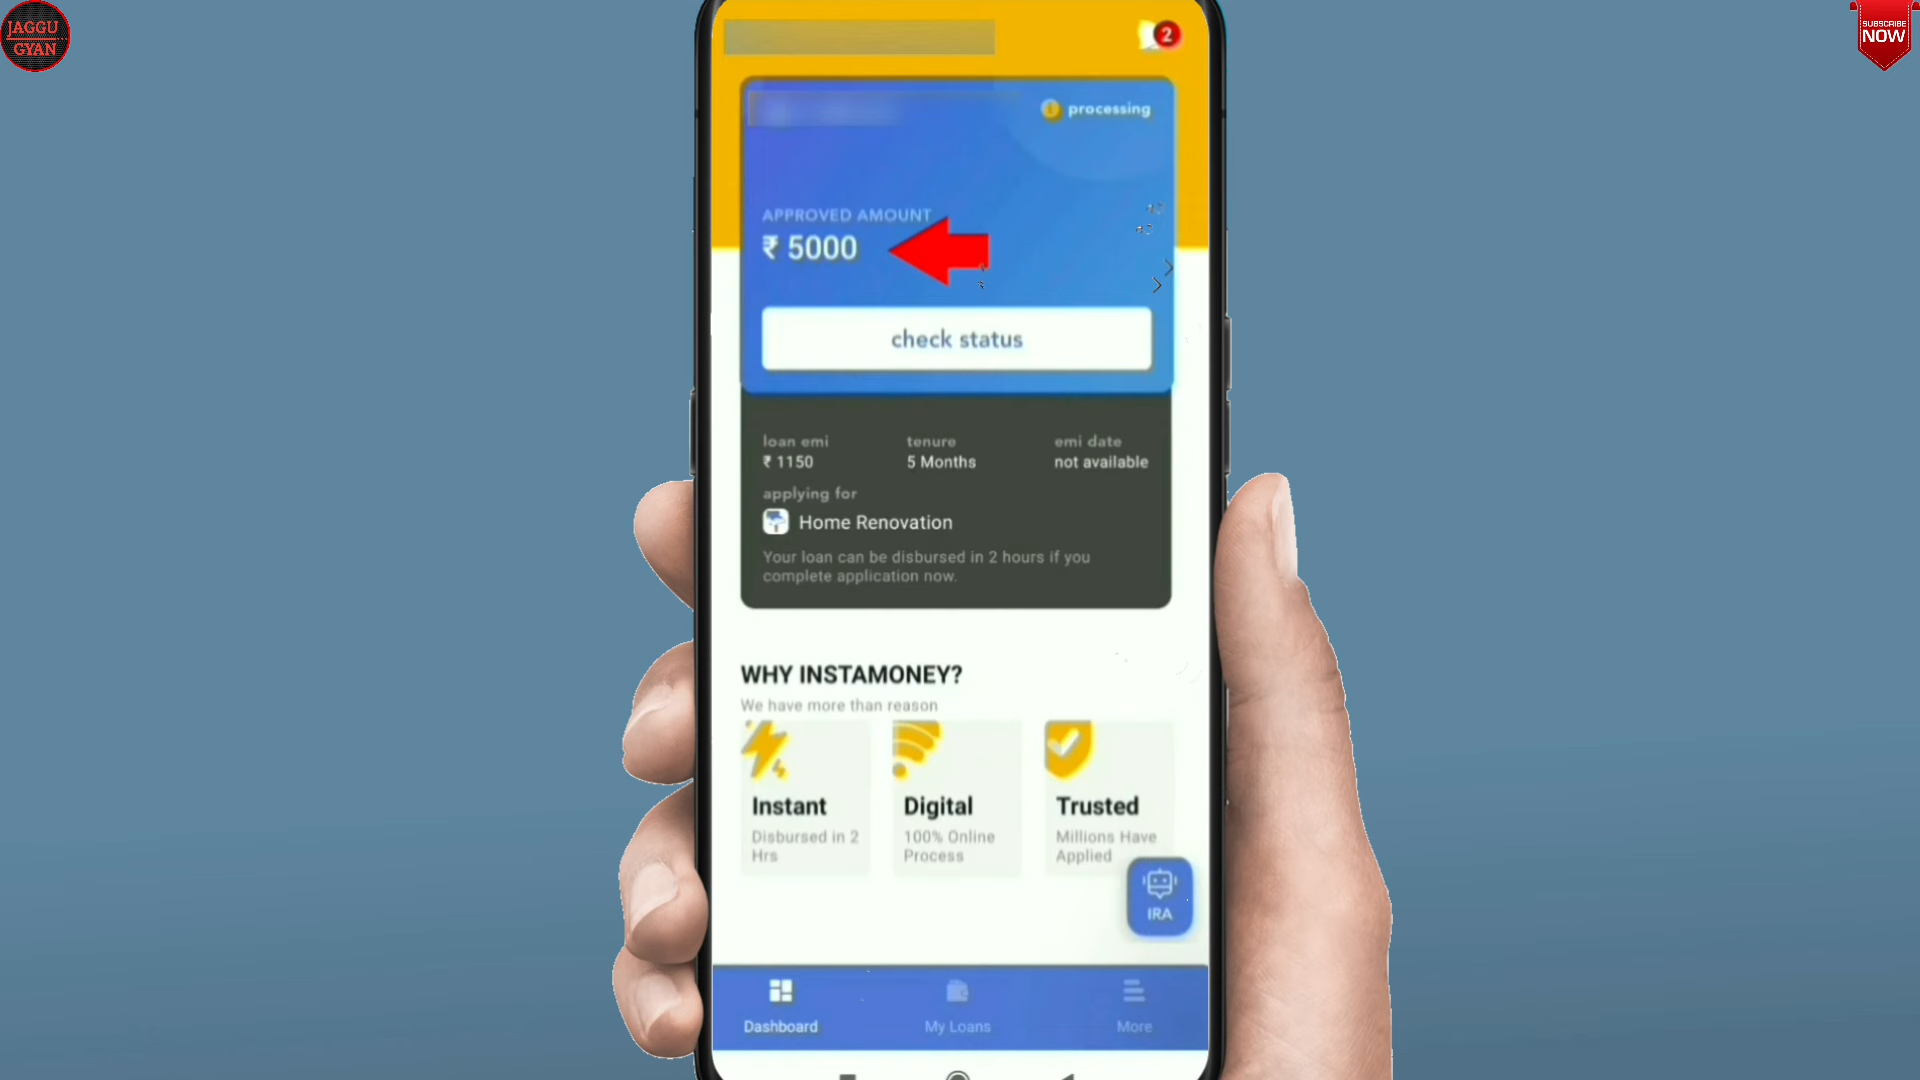 JAGGU
GYAN
SUBSCRIBE
NOW
2
processing
APPROVED AMOUNT
₹ 5000
check status
loan emi
tenure
emi date
₹ 1150
5 Months
not available
applying for
Home Renovation
Your loan can be disbursed in 2 hours if you
complete application now.
WHY INSTAMONEY?
We have more than reason
Instant
Digital
Trusted
Disbursed in 2
Hrs
100% Online
Process
Millions Have
Applied
IRA
Dashboard
My Loans
More